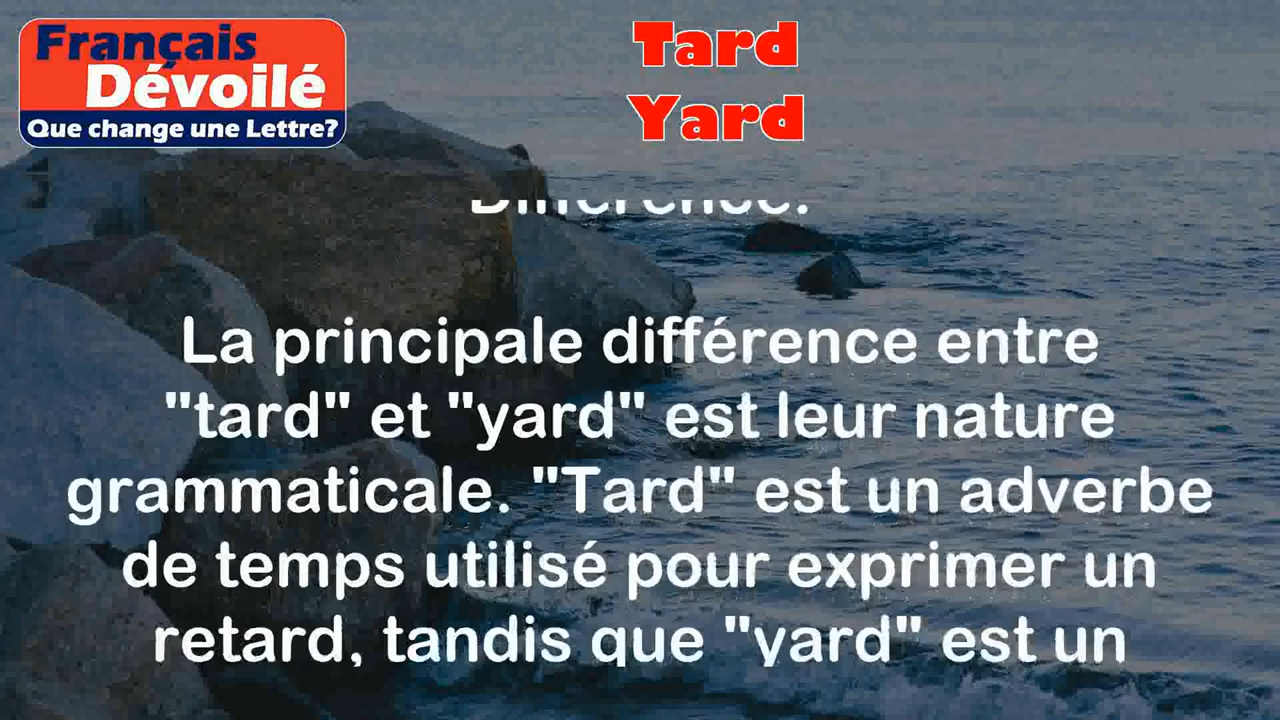 Français
Dévoilé
Que change une Lettre?
Tard
Yard
Différence:
La principale différence entre
"tard" et "yard" est leur nature
grammaticale. "Tard" est un adverbe
de temps utilisé pour exprimer un
retard, tandis que "yard" est un